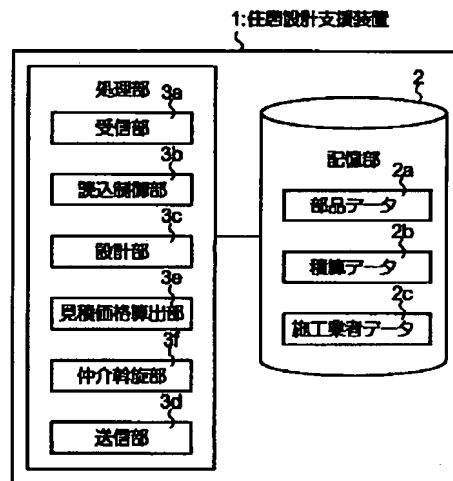 1:住居設計支援装置
処理部
3a
受信部
3b
読込制御部
3c
設計部
3e
見積価格算出部
3f
仲介斡旋部
3d
送信部
2
記憶部
2a
部品データ
2b
積算データ
2c
施工業者データ